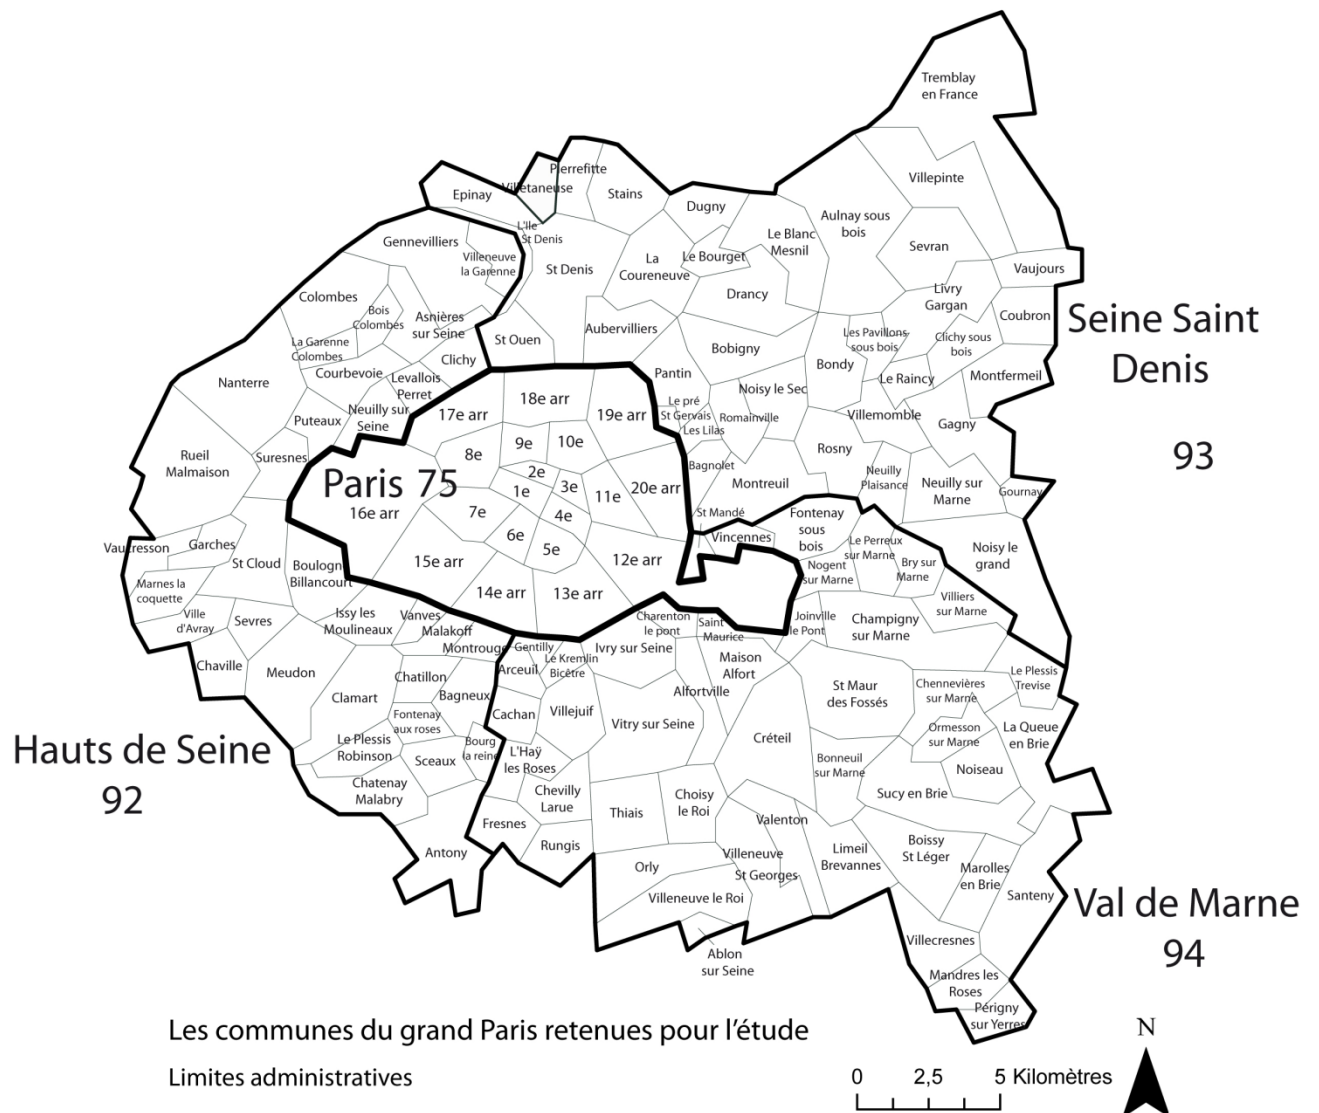 Tremblay
en France
Villepinte
Pierrefitte
Villetaneuse
Epinay
Stains
Dugny
Aulnay sous
bois
Le Blanc
Mesnil
Sevran
L'Ile
St Denis
Gennevilliers
Villeneuve
la Garenne
St Denis
La
Coureneuve
Le Bourget
Drancy
Vaujours
Livry
Gargan
Coubron
Colombes
Bois
Colombes
Asnières
sur Seine
La Garenne
Colombes
St Ouen
Aubervilliers
Bobigny
Les Pavillons
sous bois
Clichy sous
bois
Seine Saint
Denis
93
Clichy
Courbevoie
Levallois
Perret
Nanterre
Pantin
Bondy
Le Raincy
Montfermeil
Noisy le Sec
Puteaux
Neuilly sur
Seine
17e arr
18e arr
19e arr
Le pré
St Gervais
Les Lilas
Romainville
Villemomble
Gagny
Rueil
Malmaison
Suresnes
8e
9e
10e
Rosny
Bagnolet
Montreuil
Neuilly
Plaisance
Neuilly sur
Marne
Gournay
Paris 75
16e arr
2e
1e
3e
11e
20e arr
7e
4e
6e
5e
12e arr
15e arr
14e arr
13e arr
St Mandé
Vincennes
Fontenay
sous
bois
Le Perreux
sur Marne
Nogent
sur Marne
Bry sur
Marne
Noisy le
grand
Villiers
sur Marne
Vaucresson
Garches
St Cloud
Boulogn
Billancourt
Marnes la
coquette
Ville
d'Avray
Sevres
Issy les
Moulineaux
Vanves
Malakoff
Montrouge
Gentilly
Le Kremlin
Bicêtre
Ivry sur Seine
Charenton
le pont
Saint
Maurice
Joinville
le Pont
Champigny
sur Marne
Chaville
Meudon
Chatillon
Arceuil
Maison
Alfort
Alfortville
St Maur
des Fossés
Chennevières
sur Marne
Le Plessis
Trevise
Clamart
Bagneux
Fontenay
aux roses
Cachan
Villejuif
Vitry sur Seine
Créteil
Ormesson
sur Marne
La Queue
en Brie
Hauts de Seine
92
Le Plessis
Robinson
Sceaux
Bourg
la reine
L'Haÿ
les Roses
Bonneuil
sur Marne
Noiseau
Sucy en Brie
Chatenay
Malabry
Chevilly
Larue
Thiais
Choisy
le Roi
Valenton
Fresnes
Rungis
Antony
Orly
Villeneuve
St Georges
Limeil
Brevannes
Boissy
St Léger
Marolles
en Brie
Santeny
Villeneuve le Roi
Val de Marne
94
Ablon
sur Seine
Villecresnes
Mandres les
Roses
Périgny
sur Yerres
Les communes du grand Paris retenues pour l'étude
Limites administratives
N
0 2,5 5 Kilomètres